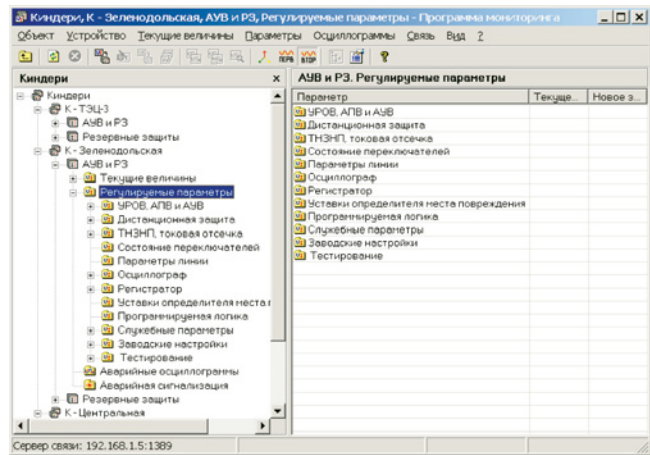 Киндери, К - Зеленодольская, АУВ и РЗ, Регулируемые параметры - Программа мониторинга
Объект Устройство Текущие величины Параметры Осциллограммы Связь Вид ?
ПЕРВ ВТОР
Киндери x
Киндери
К - ТЭЦ-3
АУВ и РЗ
Резервные защиты
К - Зеленодольская
АУВ и РЗ
Текущие величины
Регулируемые параметры
УРОВ, АПВ и АУВ
Дистанционная защита
ТНЗНП, токовая отсечка
Состояние переключателей
Параметры линии
Осциллограф
Регистратор
Уставки определителя места г
Программируемая логика
Служебные параметры
Заводские настройки
Тестирование
Аварийные осциллограммы
Аварийная сигнализация
Резервные защиты
К - Центральная
АУВ и РЗ. Регулируемые параметры
Параметр Текуще... Новое з...
УРОВ, АПВ и АУВ
Дистанционная защита
ТНЗНП, токовая отсечка
Состояние переключателей
Параметры линии
Осциллограф
Регистратор
Уставки определителя места повреждения
Программируемая логика
Служебные параметры
Заводские настройки
Тестирование
Сервер связи: 192.168.1.5:1389